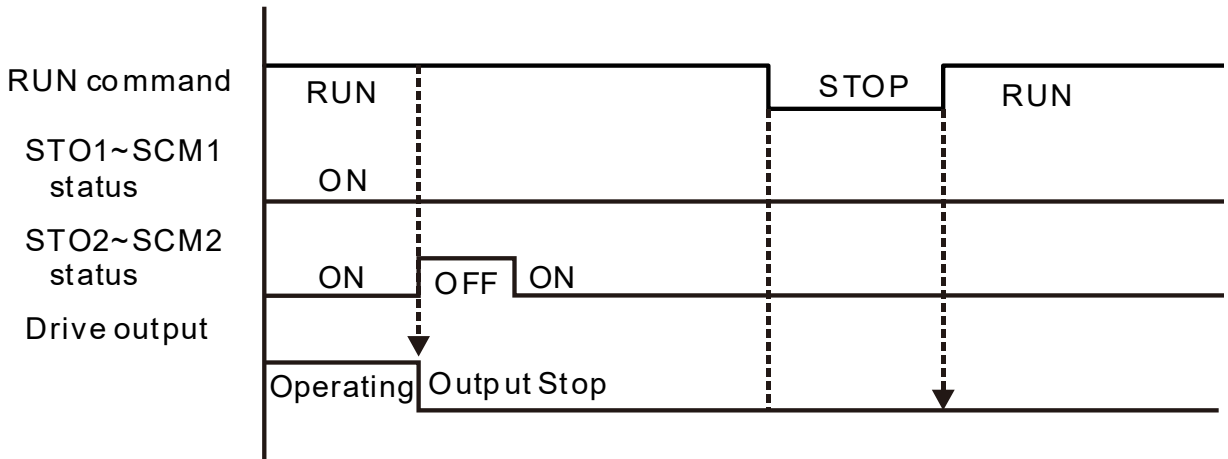 RUN command
RUN
STOP
RUN
STO1~SCM1
status
ON
STO2~SCM2
status
ON
OFF
ON
Drive output
Operating
Output Stop